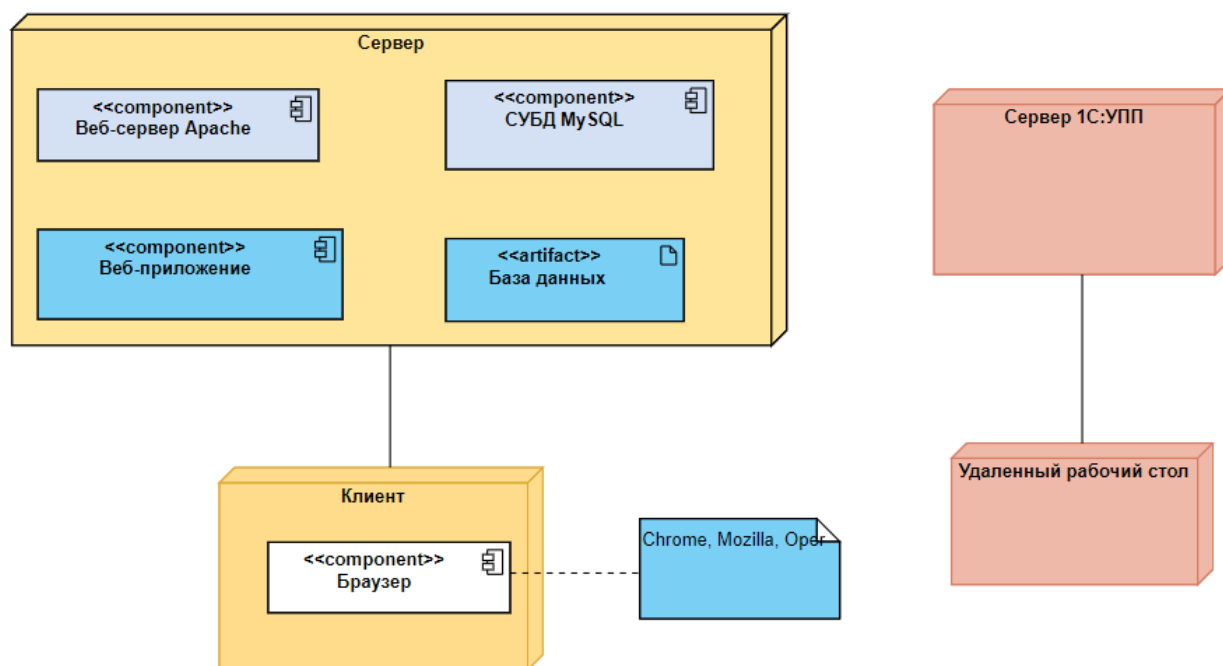 Сервер
<<component>>
Веб-сервер Apache
<<component>>
СУБД MySQL
<<component>>
Веб-приложение
<<artifact>>
База данных
Клиент
<<component>>
Браузер
Chrome, Mozilla, Oper
Сервер 1С:УПП
Удаленный рабочий стол